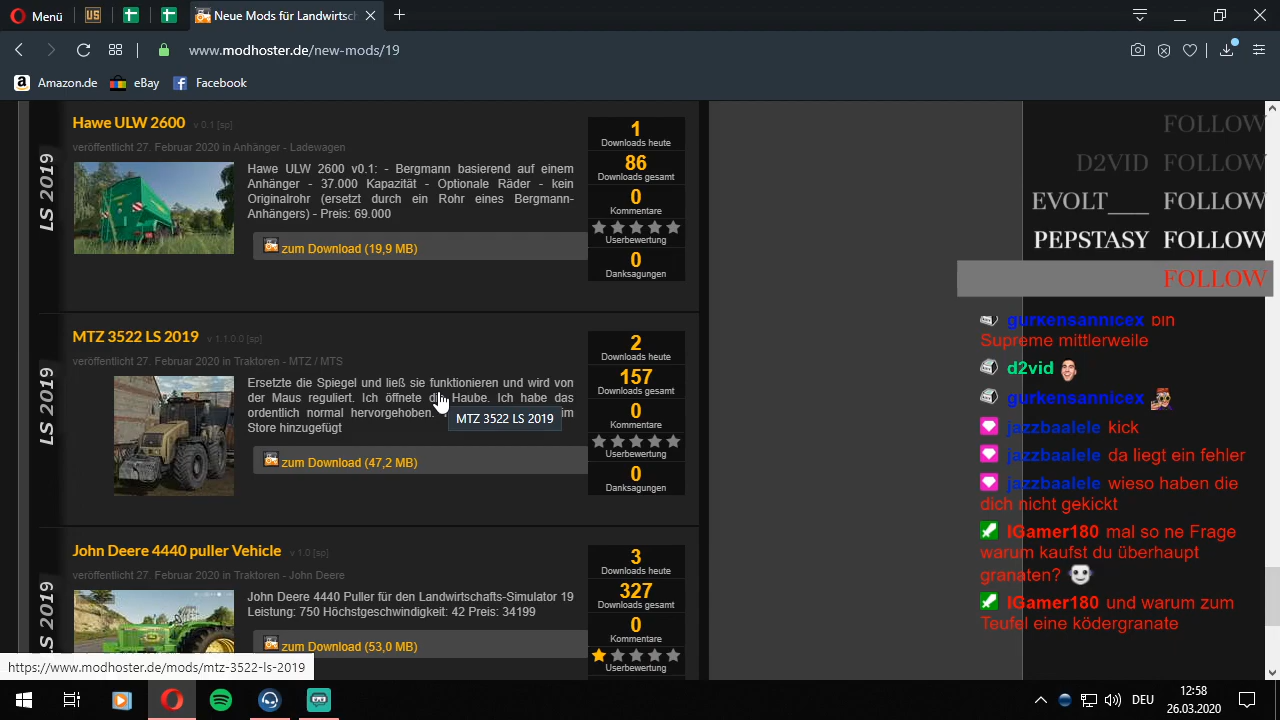 Menü
US
Neue Mods für Landwirtsch
www.modhoster.de/new-mods/19
Amazon.de eBay Facebook
LS 2019
Hawe ULW 2600 v 0.1 [sp]
veröffentlicht 27. Februar 2020 in Anhänger - Ladewagen
Hawe ULW 2600 v0.1: - Bergmann basierend auf einem
Anhänger - 37.000 Kapazität - Optionale Räder - kein
Originalrohr (ersetzt durch ein Rohr eines Bergmann-
Anhängers) - Preis: 69.000
zum Download (19,9 MB)
1
Downloads heute
86
Downloads gesamt
0
Kommentare
Userbewertung
0
Danksagungen
LS 2019
MTZ 3522 LS 2019 v 1.1.0.0 [sp]
veröffentlicht 27. Februar 2020 in Traktoren - MTZ / MTS
Ersetzte die Spiegel und ließ sie funktionieren und wird von
der Maus reguliert. Ich öffnete Haube. Ich habe das
ordentlich normal hervorgehoben. im
Store hinzugefügt
MTZ 3522 LS 2019
zum Download (47,2 MB)
2
Downloads heute
157
Downloads gesamt
0
Kommentare
Userbewertung
0
Danksagungen
LS 2019
John Deere 4440 puller Vehicle v 1.0 [sp]
veröffentlicht 27. Februar 2020 in Traktoren - John Deere
John Deere 4440 Puller für den Landwirtschafts-Simulator 19
Leistung: 750 Höchstgeschwindigkeit: 42 Preis: 34199
zum Download (53,0 MB)
3
Downloads heute
327
Downloads gesamt
0
Kommentare
Userbewertung
https://www.modhoster.de/mods/mtz-3522-ls-2019
FOLLOW
D2VID FOLLOW
EVOLT___ FOLLOW
PEPSTASY FOLLOW
FOLLOW
gurkensannicex bin
Supreme mittlerweile
d2vid
gurkensannicex
jazzbaalele kick
jazzbaalele da liegt ein fehler
jazzbaalele wieso haben die
dich nicht gekickt
IGamer180 mal so ne Frage
warum kaufst du überhaupt
granaten?
IGamer180 und warum zum
Teufel eine ködergranate
DEU
12:58
26.03.2020